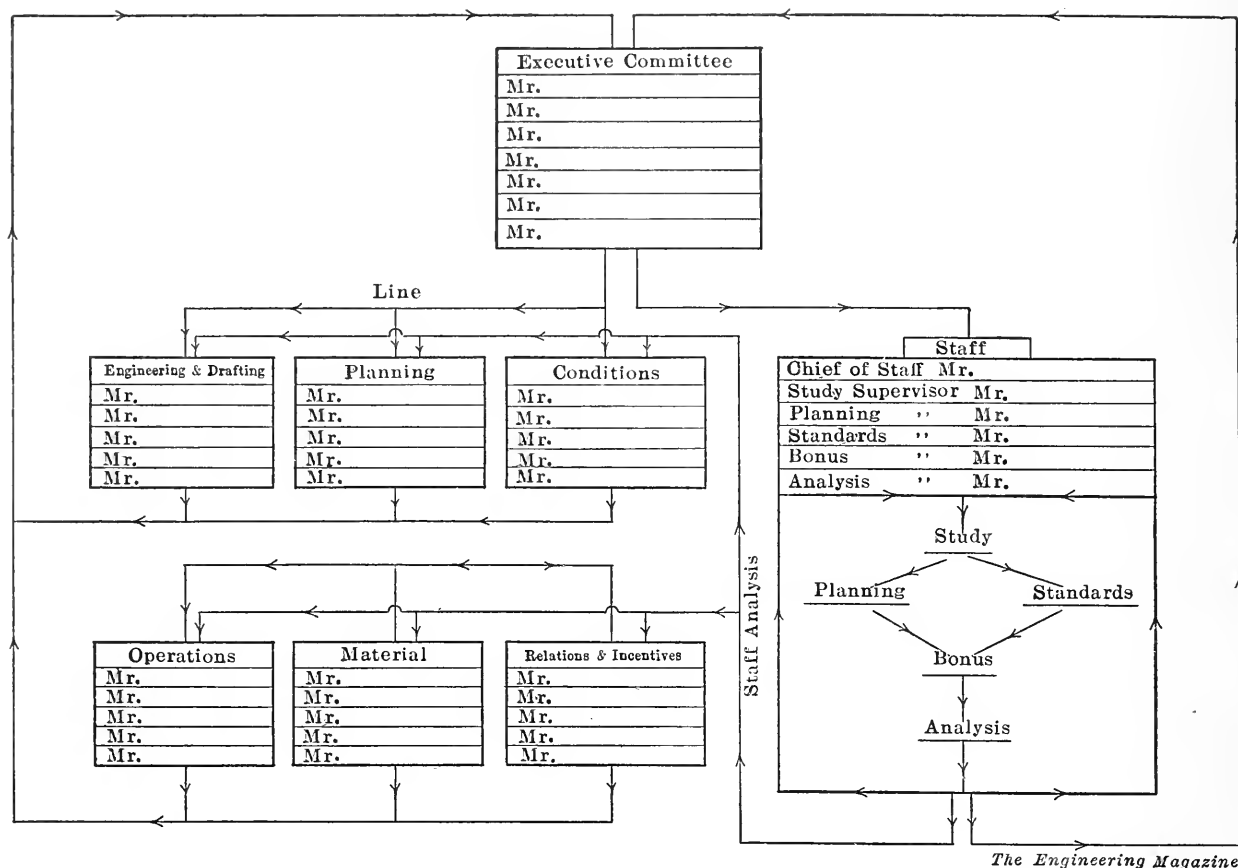 Executive Committee
Mr.
Mr.
Mr.
Mr.
Mr.
Mr.
Mr.
Line
Engineering & Drafting
Mr.
Mr.
Mr.
Mr.
Mr.
Planning
Mr.
Mr.
Mr.
Mr.
Mr.
Conditions
Mr.
Mr.
Mr.
Mr.
Mr.
Staff
Chief of Staff Mr.
Study Supervisor Mr.
Planning ,, Mr.
Standards ,, Mr.
Bonus ,, Mr.
Analysis ,, Mr.
Study
Planning
Standards
Bonus
Analysis
Staff Analysis
Operations
Mr.
Mr.
Mr.
Mr.
Mr.
Material
Mr.
Mr.
Mr.
Mr.
Mr.
Relations & Incentives
Mr.
Mr.
Mr.
Mr.
Mr.
The Engineering Magazine